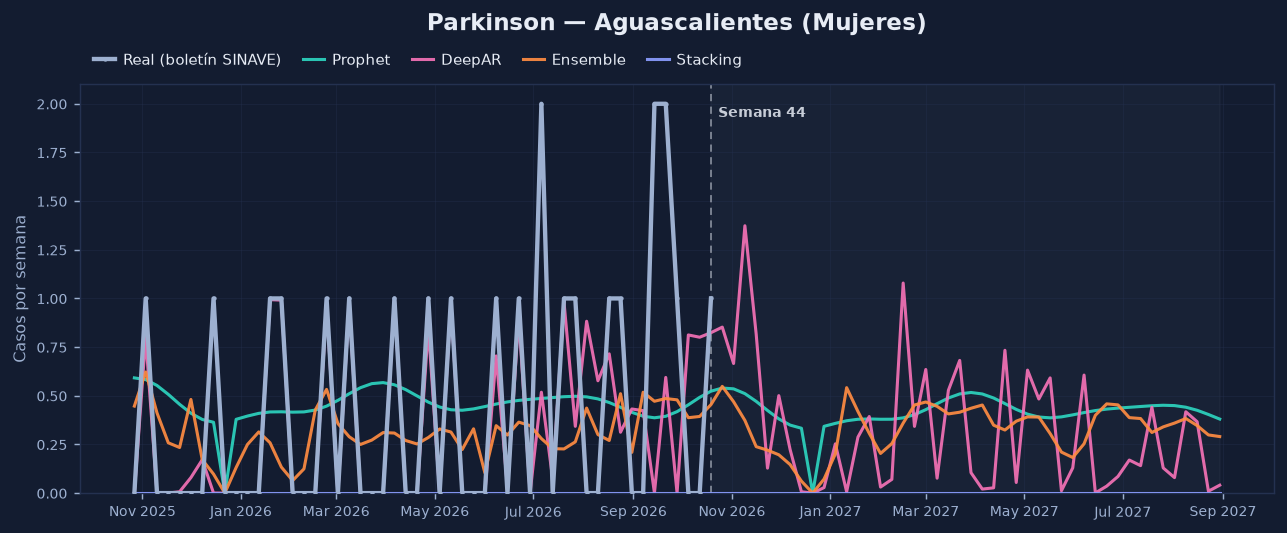 Parkinson — Aguascalientes (Mujeres)
Real (boletín SINAVE) Prophet DeepAR Ensemble Stacking
Semana 44
Casos por semana
2.00
1.75
1.50
1.25
1.00
0.75
0.50
0.25
0.00
Nov 2025 Jan 2026 Mar 2026 May 2026 Jul 2026 Sep 2026 Nov 2026 Jan 2027 Mar 2027 May 2027 Jul 2027 Sep 2027